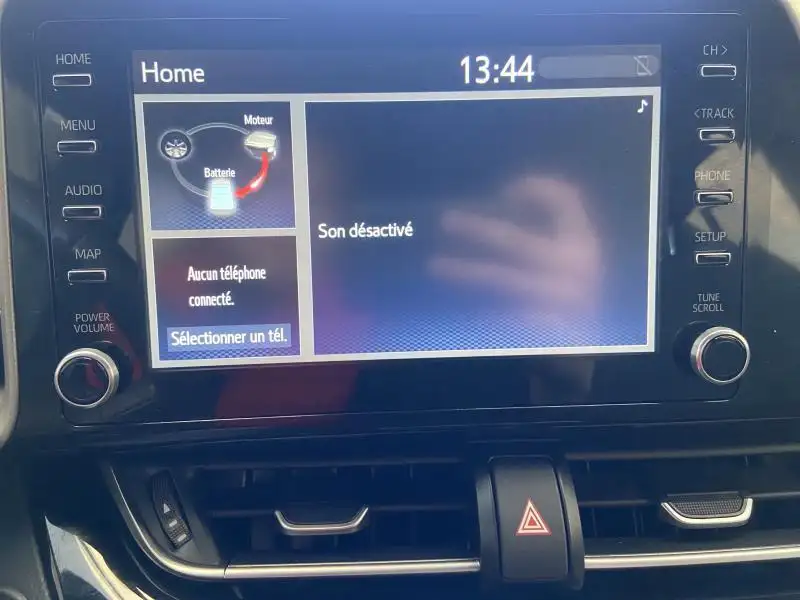 HOME
MENU
AUDIO
MAP
POWER
VOLUME
Home
13:44
Moteur
Batterie
Aucun téléphone
connecté.
Sélectionner un tél.
Son désactivé
CH >
< TRACK
PHONE
SETUP
TUNE
SCROLL